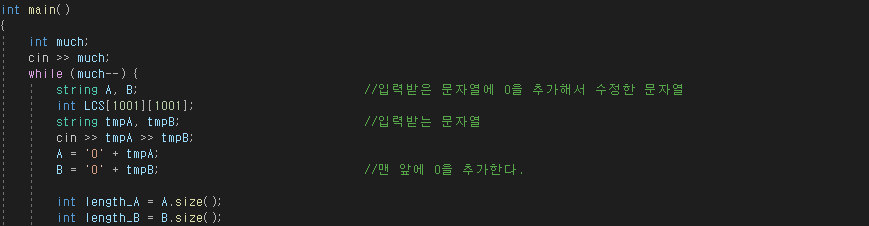 int main()
{
int much;
cin >> much;
while (much--) {
string A, B; //입력받은 문자열에 0을 추가해서 수정한 문자열
int LCS[1001][1001];
string tmpA, tmpB; //입력받는 문자열
cin >> tmpA >> tmpB;
A = '0' + tmpA;
B = '0' + tmpB; //맨 앞에 0을 추가한다.
int length_A = A.size();
int length_B = B.size();